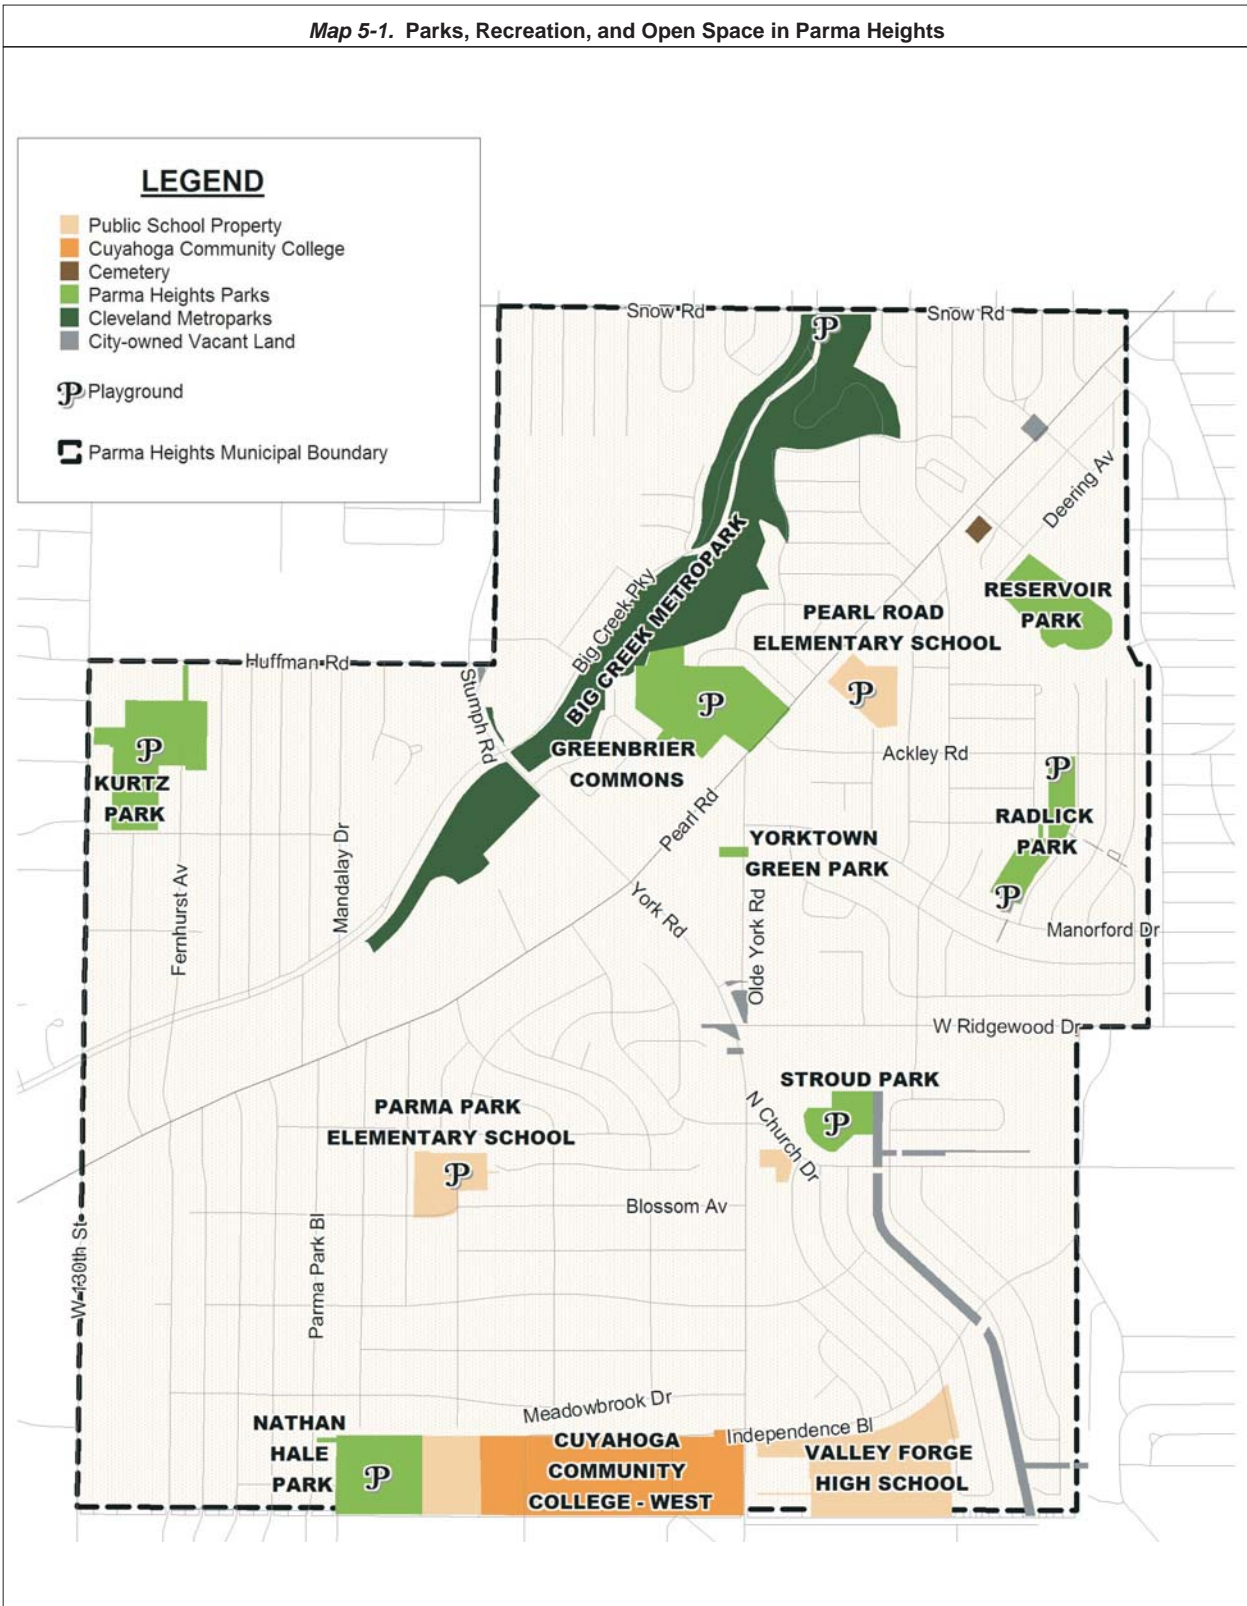 Map 5-1. Parks, Recreation, and Open Space in Parma Heights
LEGEND
Public School Property
Cuyahoga Community College
Cemetery
Parma Heights Parks
Cleveland Metroparks
City-owned Vacant Land
P Playground
Parma Heights Municipal Boundary
Snow Rd
Snow Rd
P
Deering Av
Big Creek Pky
BIG CREEK METROPARK
RESERVOIR
PARK
PEARL ROAD
ELEMENTARY SCHOOL
P
Huffman Rd
Stumph Rd
P
GREENBRIER
COMMONS
Ackley Rd
P
KURTZ
PARK
P
RADLICK
PARK
P
Pearl Rd
YORKTOWN
GREEN PARK
Mandalay Dr
Fernhurst Av
York Rd
Olde York Rd
Manorford Dr
W Ridgewood Dr
STROUD PARK
P
N Church Dr
PARMA PARK
ELEMENTARY SCHOOL
P
Blossom Av
W 130th St
Parma Park Bl
Meadowbrook Dr
Independence Bl
NATHAN
HALE
PARK
P
CUYAHOGA
COMMUNITY
COLLEGE - WEST
VALLEY FORGE
HIGH SCHOOL